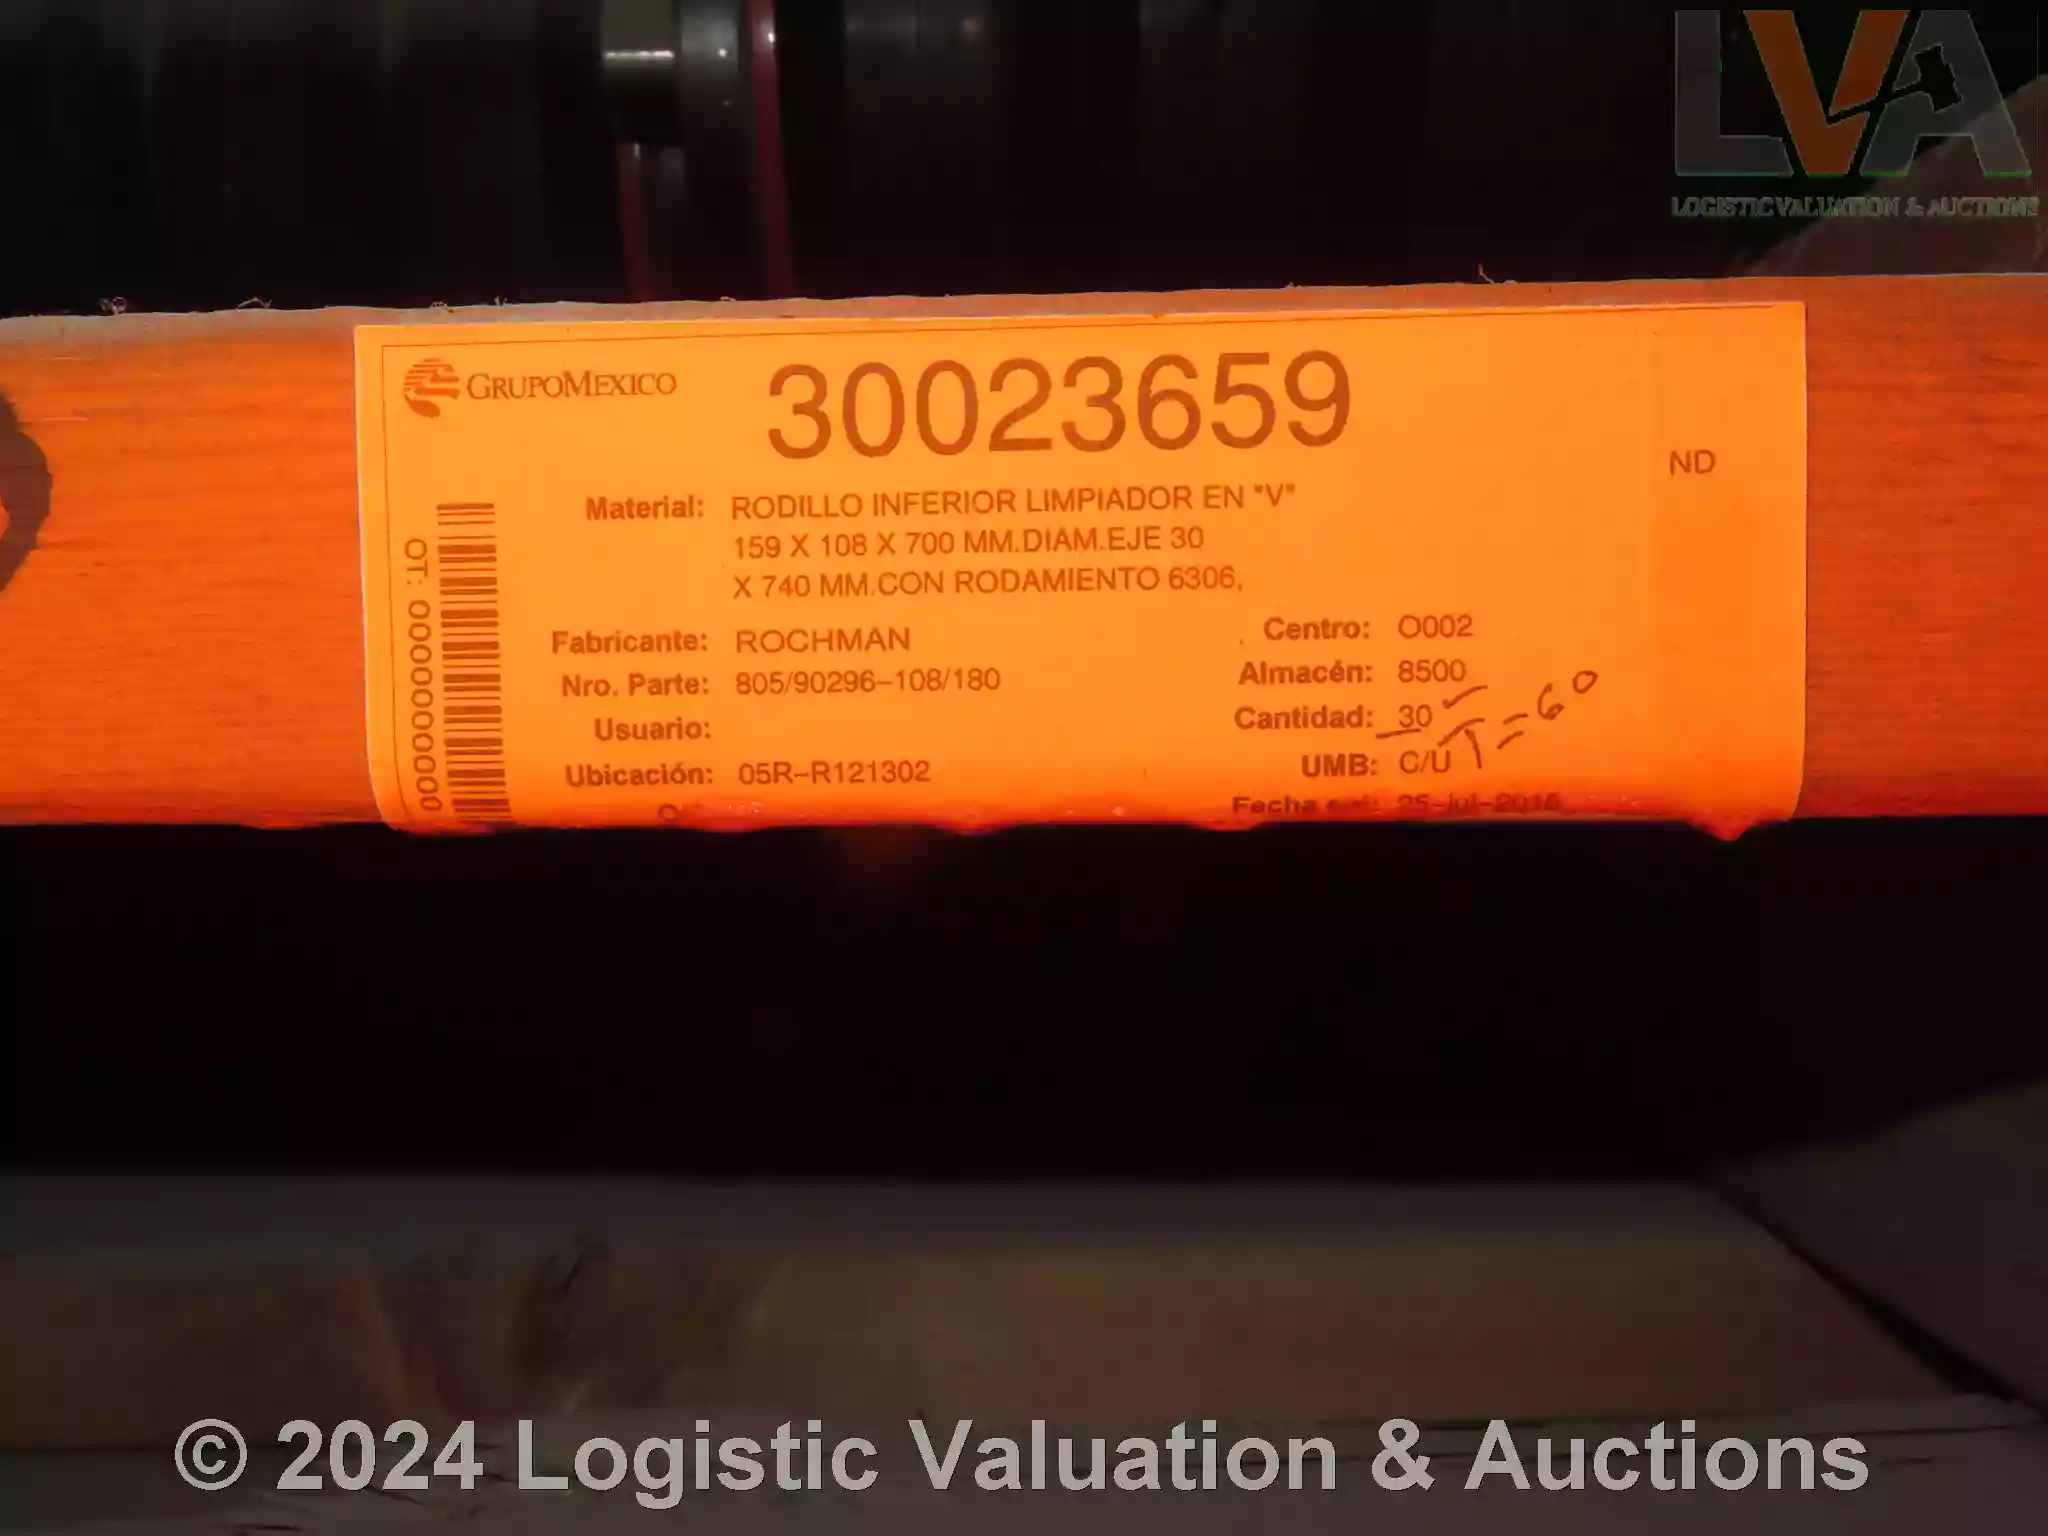 LVA
LOGISTIC VALUATION & AUCTIONS
GRUPOMEXICO
30023659
ND
Material: RODILLO INFERIOR LIMPIADOR EN "V"
159 X 108 X 700 MM.DIAM.EJE 30
X 740 MM.CON RODAMIENTO 6306,
Fabricante: ROCHMAN
Centro: O002
Nro. Parte: 805/90296-108/180
Almacén: 8500
Usuario:
Cantidad: 30 T=60
Ubicación: 05R-R121302
UMB: C/U
Fecha
OT: 000000000000
© 2024 Logistic Valuation & Auctions